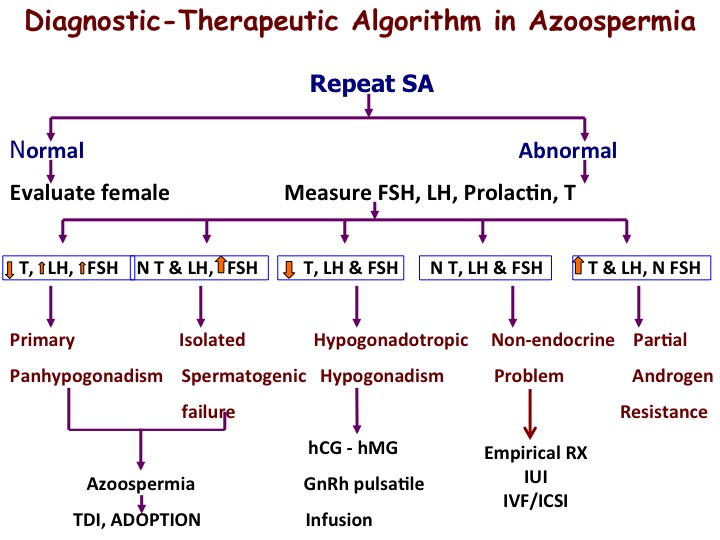 Diagnostic-Therapeutic Algorithm in Azoospermia
Repeat SA
Normal
Abnormal
Evaluate female
Measure FSH, LH, Prolactin, T
T, LH, FSH
N T & LH, FSH
T, LH & FSH
N T, LH & FSH
T & LH, N FSH
Primary
Panhypogonadism
Isolated
Spermatogenic
failure
Hypogonadotropic
Hypogonadism
Non-endocrine
Problem
Partial
Androgen
Resistance
Azoospermia
TDI, ADOPTION
hCG - hMG
GnRh pulsatile
Infusion
Empirical RX
IUI
IVF/ICSI